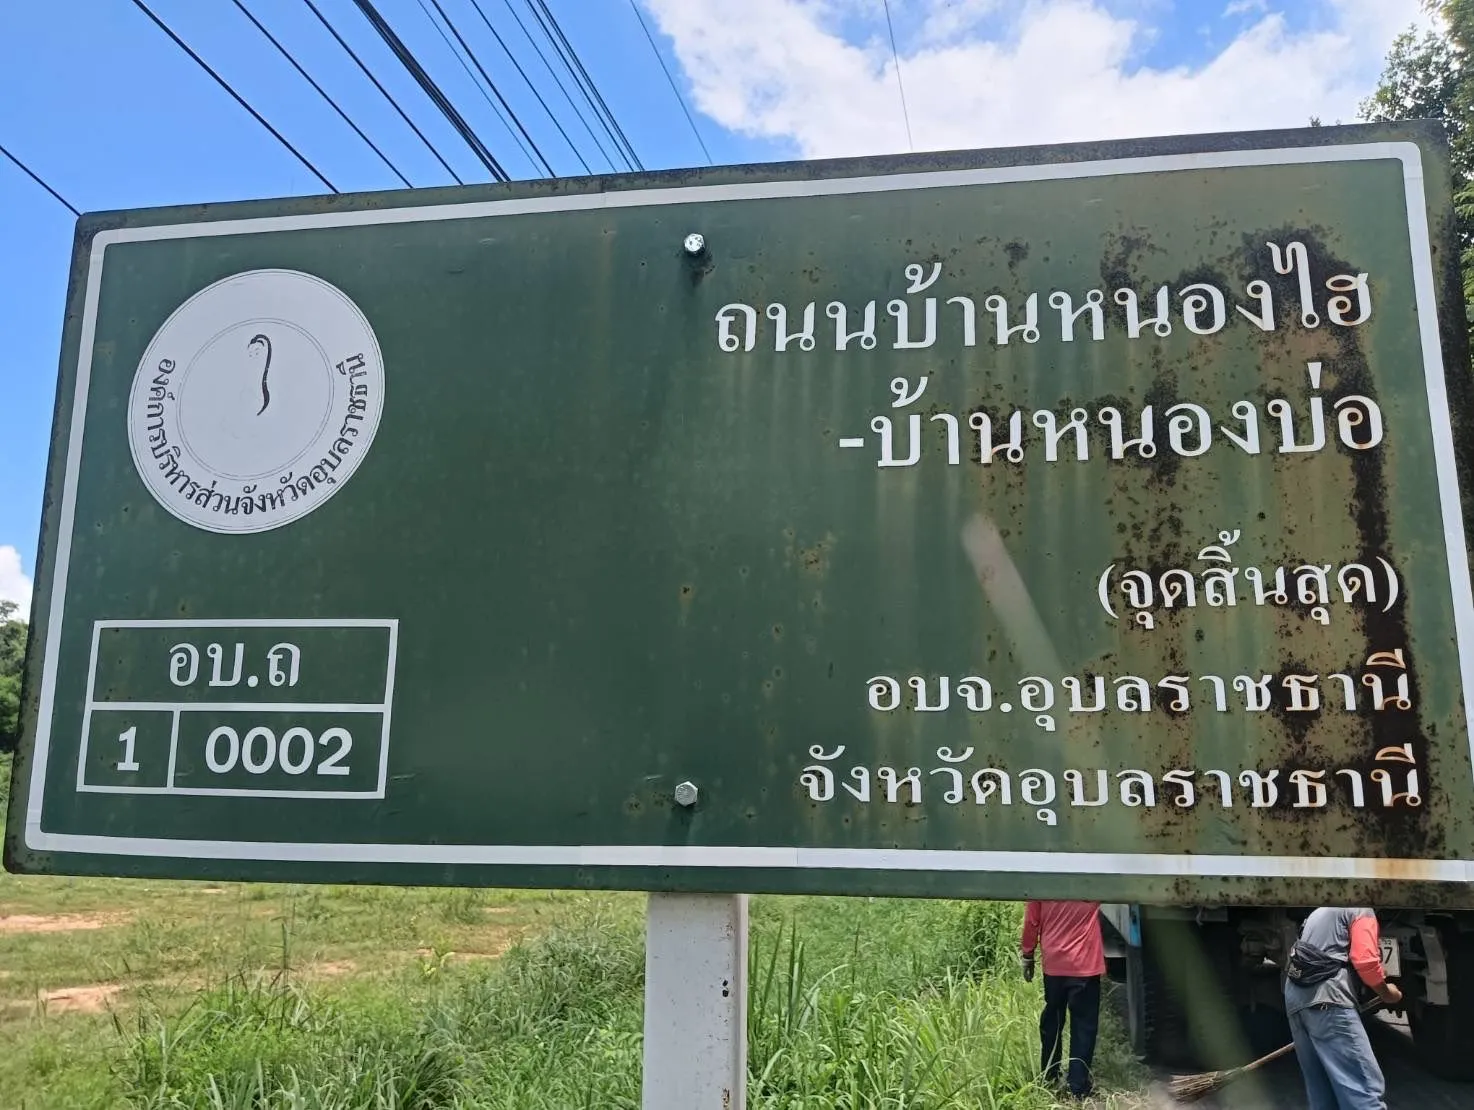 องค์การบริหารส่วนจังหวัดอุบลราชธานี
ถนนบ้านหนองไฮ
-บ้านหนองบ่อ
(จุดสิ้นสุด)
อบจ.อุบลราชธานี
จังหวัดอุบลราชธานี
อบ.ถ
1 0002